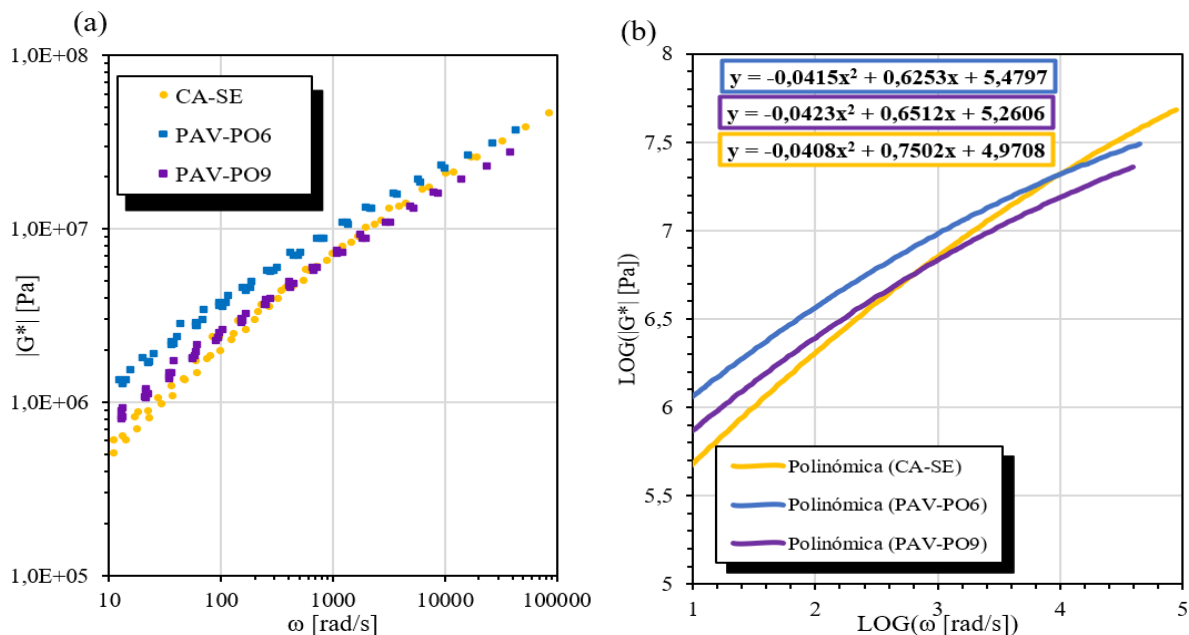 (a)
1,0E+08
1,0E+07
1,0E+06
1,0E+05
|G*| [Pa]
CA-SE
PAV-PO6
PAV-PO9
10 100 1000 10000 100000
ω [rad/s]
(b)
8
7,5
7
6,5
6
5,5
5
LOG(|G*| [Pa])
y = -0,0415x² + 0,6253x + 5,4797
y = -0,0423x² + 0,6512x + 5,2606
y = -0,0408x² + 0,7502x + 4,9708
Polinómica (CA-SE)
Polinómica (PAV-PO6)
Polinómica (PAV-PO9)
1 2 3 4 5
LOG(ω [rad/s])